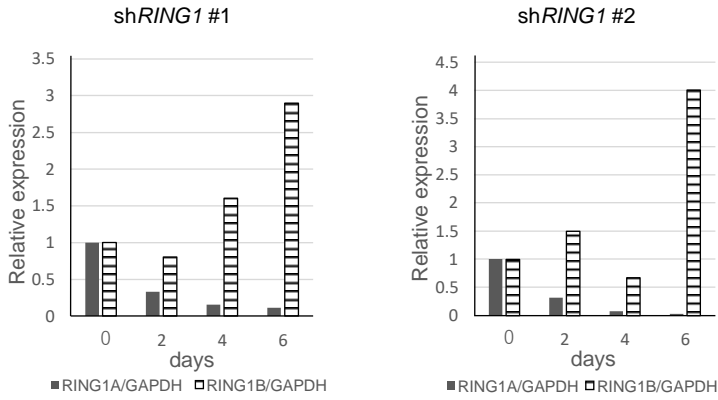 shRING1 #1
3.5
3
2.5
2
1.5
1
0.5
0
Relative expression
0 2 4 6
days
RING1A/GAPDH RING1B/GAPDH
shRING1 #2
4.5
4
3.5
3
2.5
2
1.5
1
0.5
0
Relative expression
0 2 4 6
days
RING1A/GAPDH RING1B/GAPDH